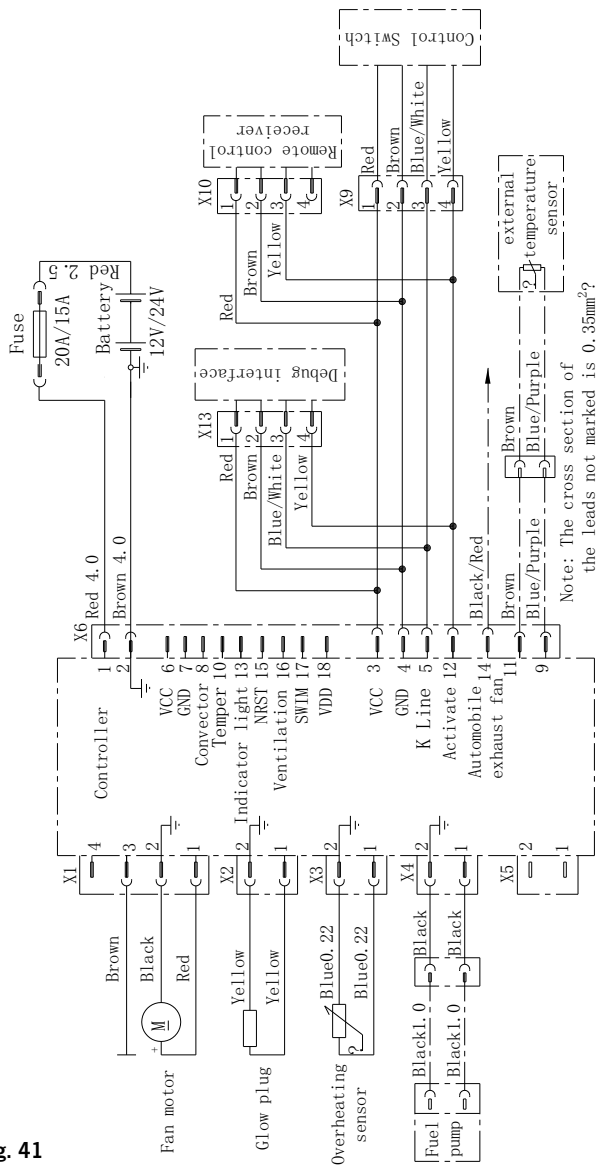 Fuse
20A/15A
Red 2.5
Battery
12V/24V
Red 4.0
Brown 4.0
Remote control
receiver
X10
1
2
3
4
Red
Brown
Yellow
Debug interface
X13
1
2
3
4
Red
Brown
Blue/White
Yellow
Control Switch
X9
1
2
3
4
Red
Brown
Blue/White
Yellow
external
temperature
sensor
?
Brown
Blue/Purple
Black/Red
Brown
Blue/Purple
Note: The cross section of
the leads not marked is 0.35mm²?
X6
1
2
6
7
8
10
13
15
16
17
18
3
4
5
12
14
11
9
Controller
VCC
GND
Convector
Temper
Indicator light
NRST
Ventilation
SWIM
VDD
VCC
GND
K Line
Activate
Automobile
exhaust fan
X1
4
3
2
1
X2
2
1
X3
2
1
X4
2
1
X5
2
1
Brown
Black
Red
+
M
Fan motor
Yellow
Yellow
Glow plug
Blue0.22
Blue0.22
?
Overheating
sensor
Black
Black
Black1.0
Black1.0
Fuel
pump
g. 41